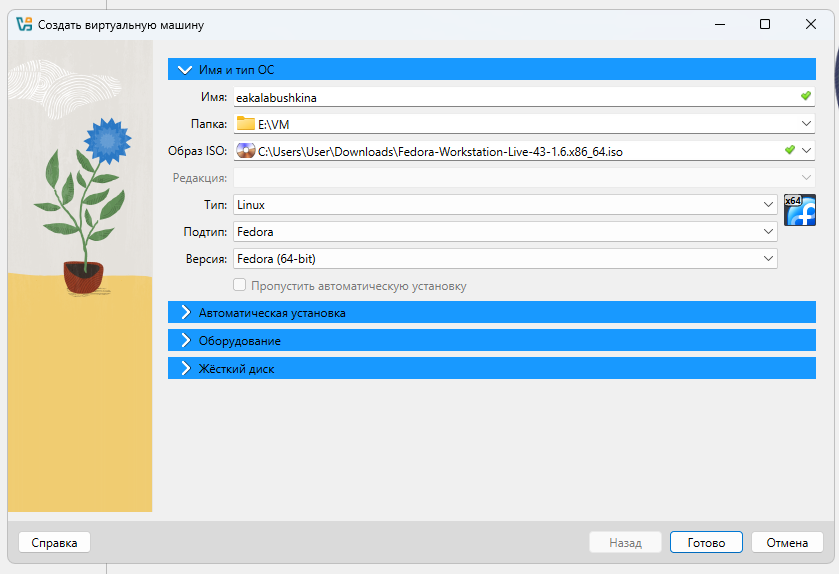 Создать виртуальную машину
Имя и тип ОС
Имя: eakalabushkina
Папка: E:\VM
Образ ISO: C:\Users\User\Downloads\Fedora-Workstation-Live-43-1.6.x86_64.iso
Редакция:
Тип: Linux
x64
Подтип: Fedora
Версия: Fedora (64-bit)
Пропустить автоматическую установку
Автоматическая установка
Оборудование
Жёсткий диск
Справка Назад Готово Отмена